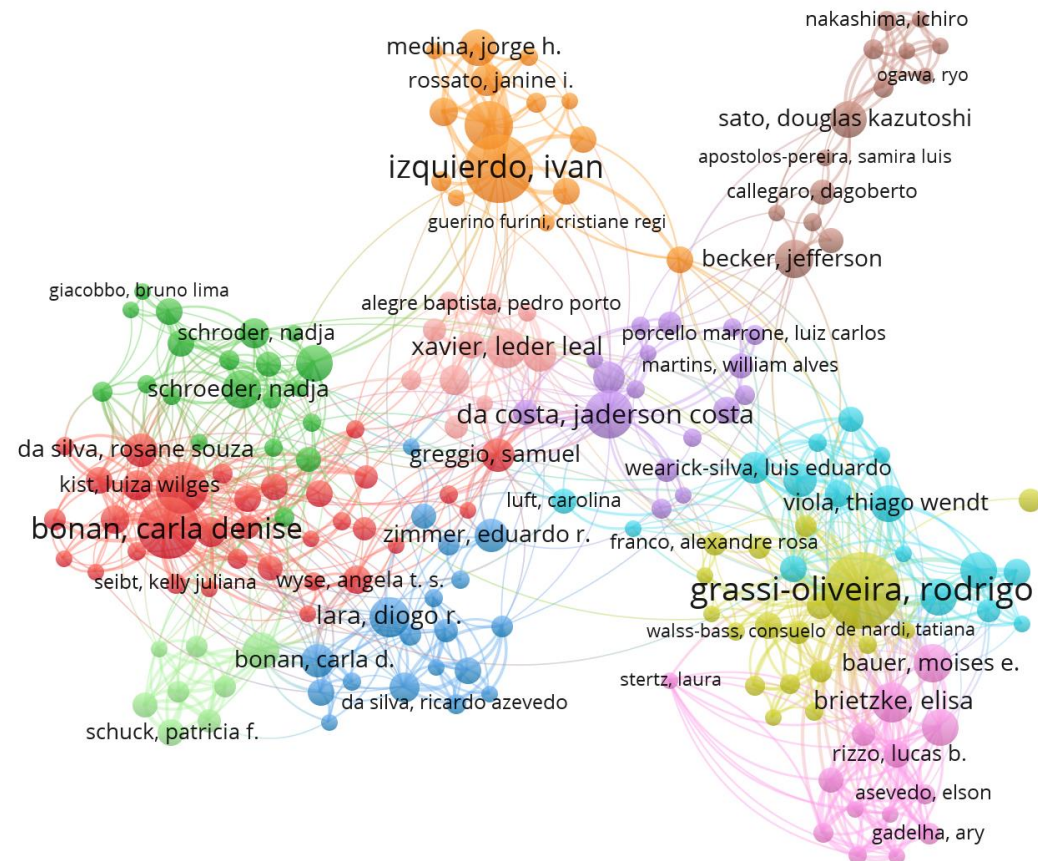 nakashima, ichiro
medina, jorge h.
ogawa, ryo
rossato, janine i.
sato, douglas kazutoshi
apostolos-pereira, samira luis
izquierdo, ivan
callegaro, dagoberto
guerino furini, cristiane regi
becker, jefferson
giacobbo, bruno lima
alegre baptista, pedro porto
schroder, nadja
porcello marrone, luiz carlos
xavier, leder leal
martins, william alves
schroeder, nadja
da costa, jaderson costa
da silva, rosane souza
greggio, samuel
wearick-silva, luis eduardo
kist, luiza wilges
luft, carolina
viola, thiago wendt
bonan, carla denise
zimmer, eduardo r.
franco, alexandre rosa
seibt, kelly juliana
wyse, angela t. s.
grassi-oliveira, rodrigo
lara, diogo r.
walss-bass, consuelo
de nardi, tatiana
bonan, carla d.
bauer, moises e.
stertz, laura
da silva, ricardo azevedo
brietzke, elisa
schuck, patricia f.
rizzo, lucas b.
asevedo, elson
gadelha, ary